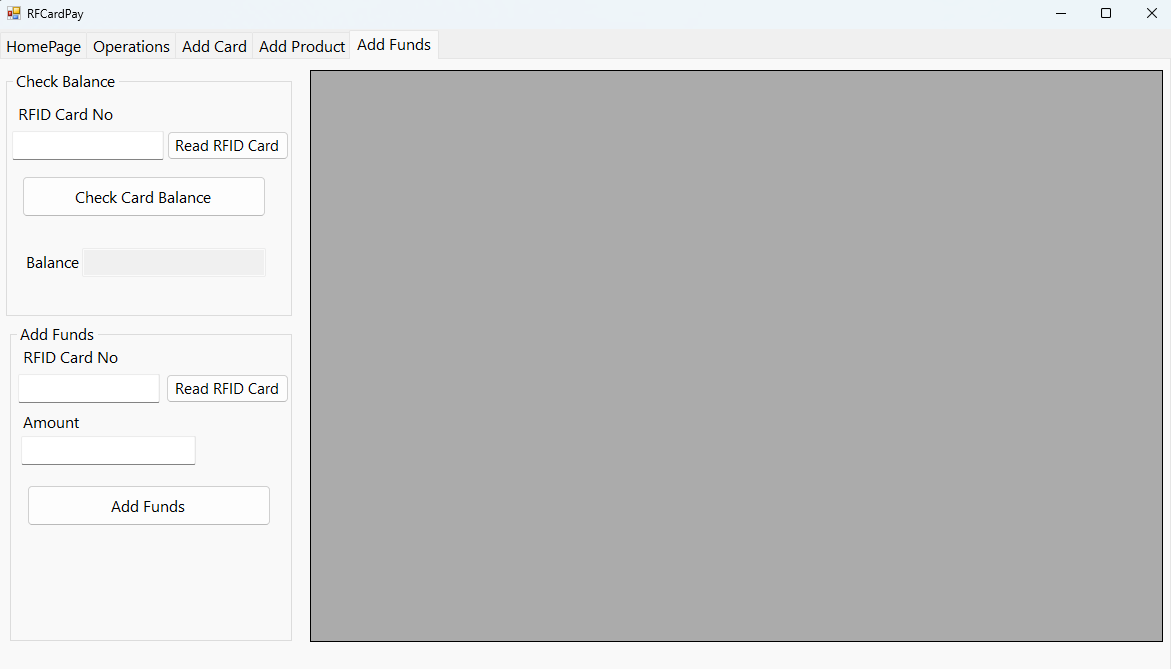 RFCardPay
HomePage Operations Add Card Add Product Add Funds
Check Balance
RFID Card No
Read RFID Card
Check Card Balance
Balance
Add Funds
RFID Card No
Read RFID Card
Amount
Add Funds